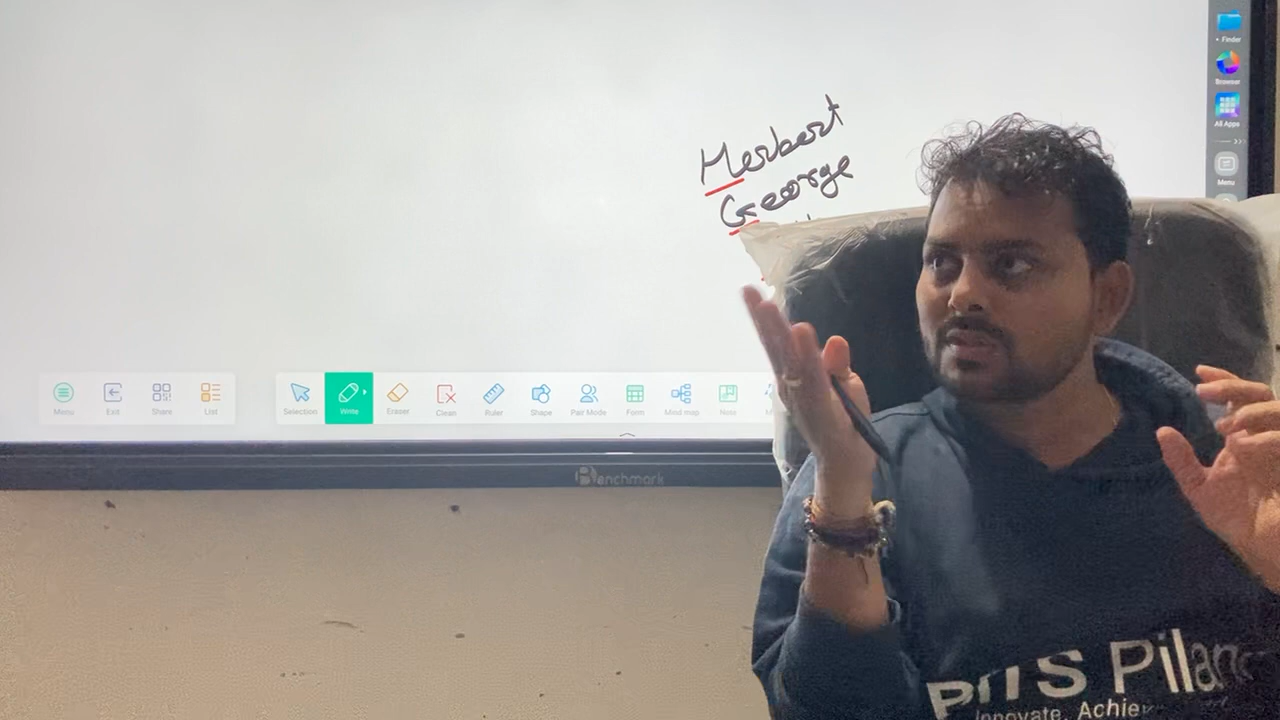 Herbert
George
Finder
Browser
All Apps
Menu
Menu
Exit
Share
List
Selection
Write
Eraser
Clean
Ruler
Shape
Pair Mode
Form
Mind map
Note
Benchmark
BITS Pilani
Innovate, Achie